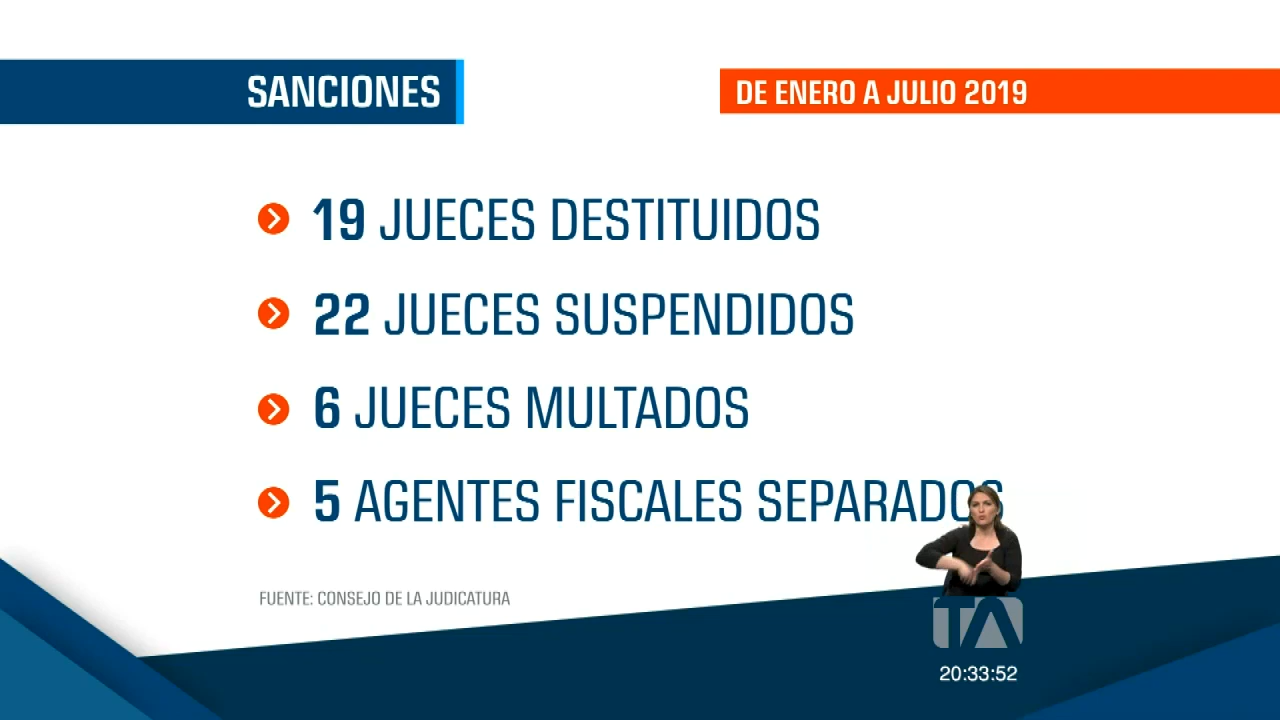 SANCIONES
DE ENERO A JULIO 2019
19 JUECES DESTITUIDOS
22 JUECES SUSPENDIDOS
6 JUECES MULTADOS
5 AGENTES FISCALES SEPARADOS
FUENTE: CONSEJO DE LA JUDICATURA
TA
20:33:52